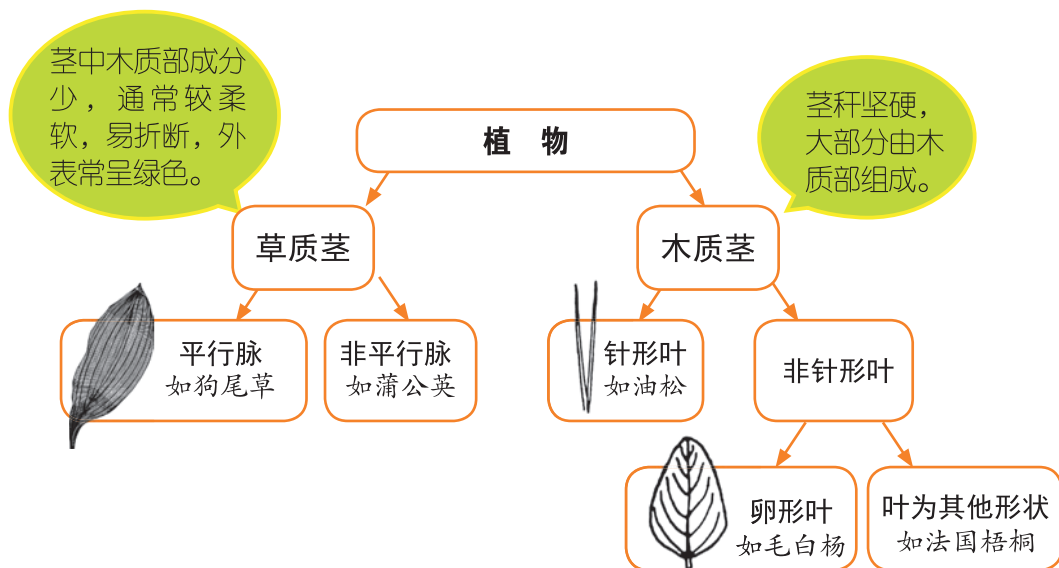 茎中木质部成分
少，通常较柔
软，易折断，外
表常呈绿色。
植 物
茎秆坚硬，
大部分由木
质部组成。
草质茎
木质茎
平行脉
如狗尾草
非平行脉
如蒲公英
针形叶
如油松
非针形叶
卵形叶
如毛白杨
叶为其他形状
如法国梧桐